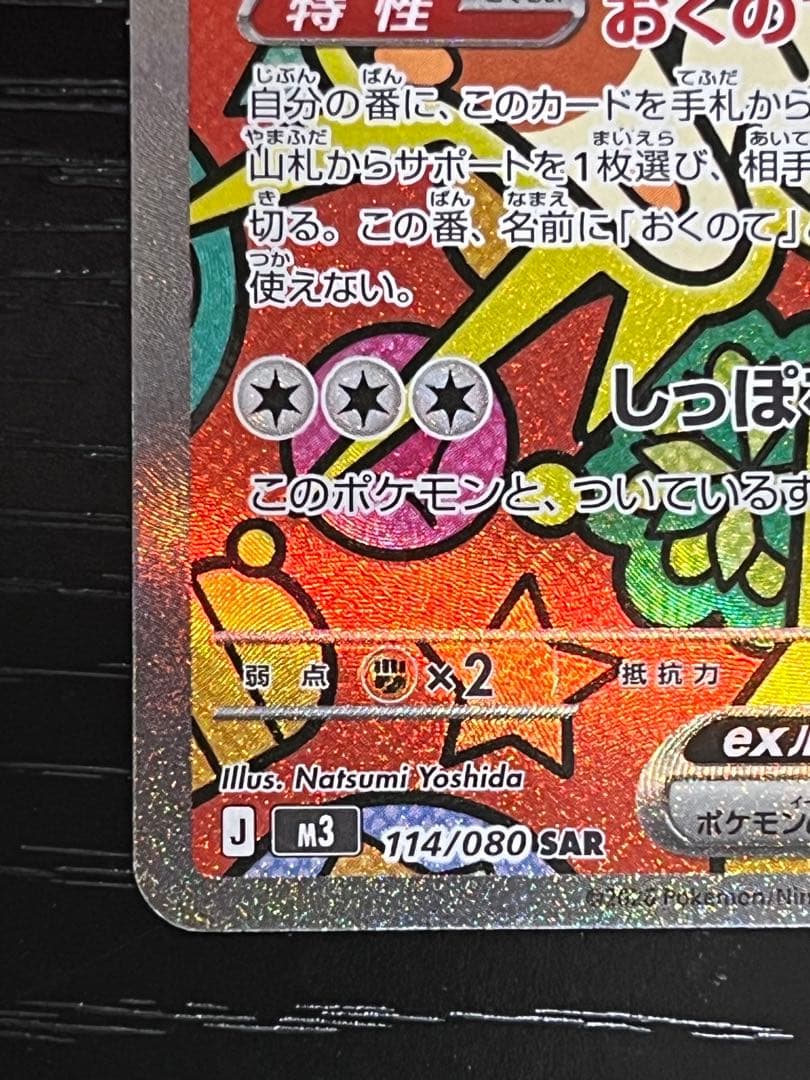 特性 おくの
自分の番に、このカードを手札から
山札からサポートを1枚選び、相手
切る。この番、名前に「おくのて」
使えない。
しっぽ
このポケモンと、ついているす
弱点 ×2 抵抗力
ex
Illus. Natsumi Yoshida
ポケモン
J M3 114/080 SAR
©2026 Pokémon/Nin